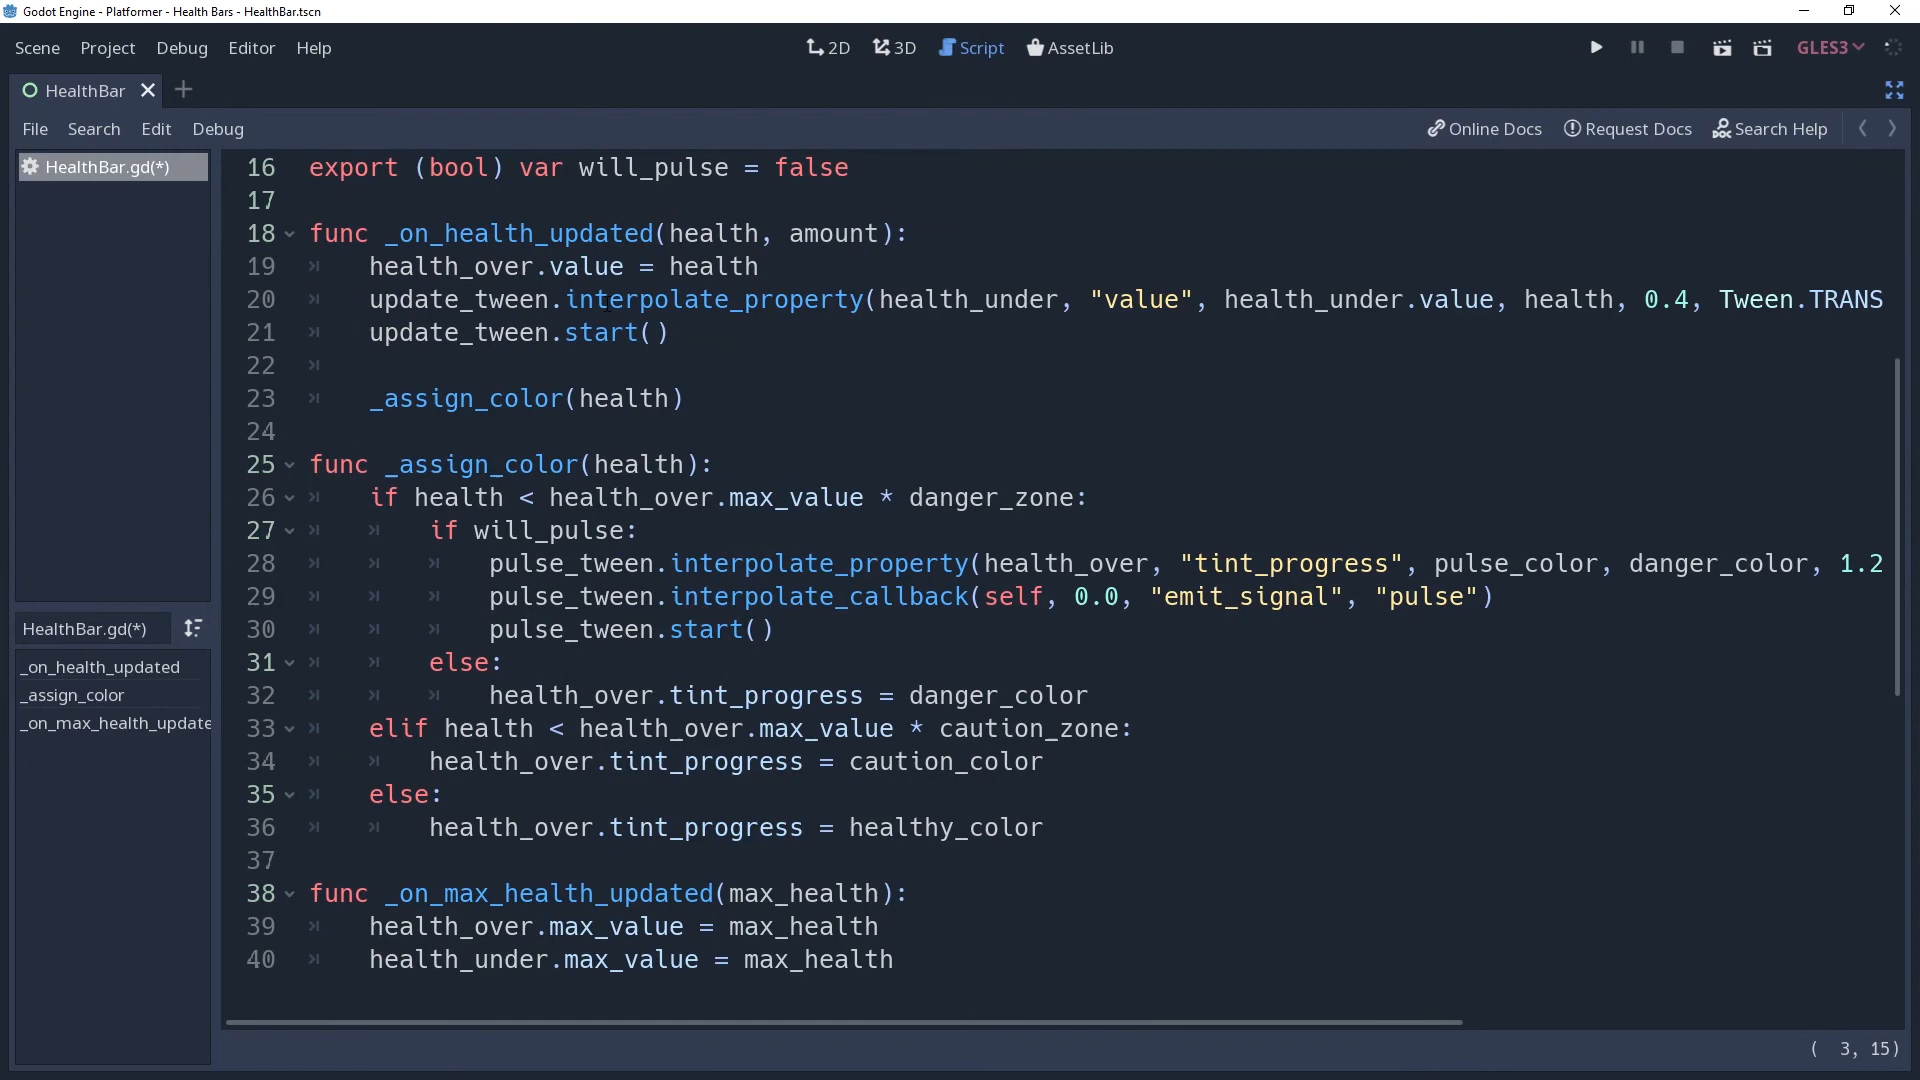 Godot Engine - Platformer - Health Bars - HealthBar.tscn
Scene Project Debug Editor Help 2D 3D Script AssetLib GLES3
HealthBar
File Search Edit Debug Online Docs Request Docs Search Help
HealthBar.gd(*)
HealthBar.gd(*)
_on_health_updated
_assign_color
_on_max_health_update
16 export (bool) var will_pulse = false
17
18 func _on_health_updated(health, amount):
19 health_over.value = health
20 update_tween.interpolate_property(health_under, "value", health_under.value, health, 0.4, Tween.TRANS
21 update_tween.start()
22
23 _assign_color(health)
24
25 func _assign_color(health):
26 if health < health_over.max_value * danger_zone:
27 if will_pulse:
28 pulse_tween.interpolate_property(health_over, "tint_progress", pulse_color, danger_color, 1.2
29 pulse_tween.interpolate_callback(self, 0.0, "emit_signal", "pulse")
30 pulse_tween.start()
31 else:
32 health_over.tint_progress = danger_color
33 elif health < health_over.max_value * caution_zone:
34 health_over.tint_progress = caution_color
35 else:
36 health_over.tint_progress = healthy_color
37
38 func _on_max_health_updated(max_health):
39 health_over.max_value = max_health
40 health_under.max_value = max_health
( 3, 15)